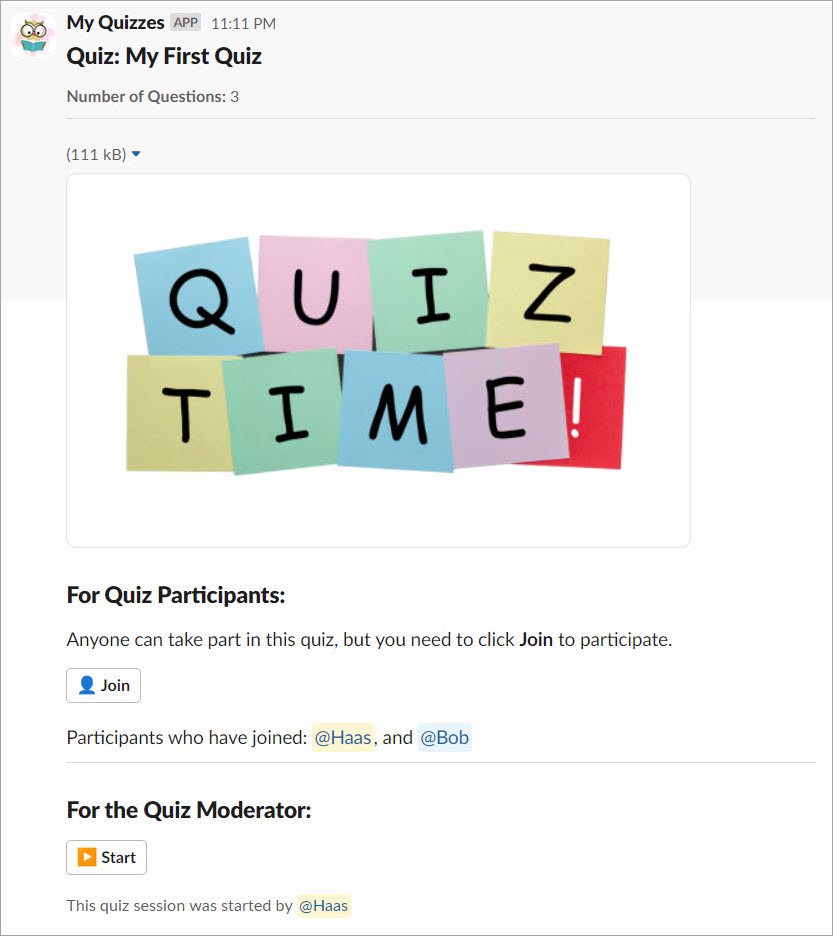 My Quizzes APP 11:11 PM
Quiz: My First Quiz
Number of Questions: 3
(111 kB)
QUIZ
TIME!
For Quiz Participants:
Anyone can take part in this quiz, but you need to click Join to participate.
Join
Participants who have joined: @Haas, and @Bob
For the Quiz Moderator:
Start
This quiz session was started by @Haas